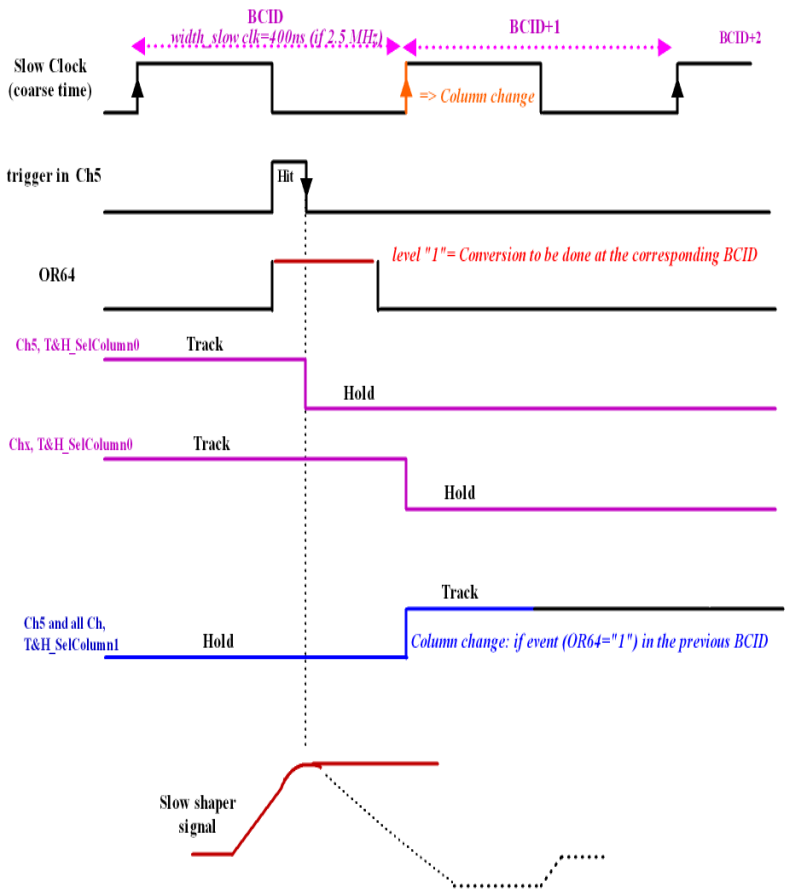 BCID
width_slow clk=400ns (if 2.5 MHz)
BCID+1
BCID+2
Slow Clock
(coarse time)
=> Column change
trigger in Ch5
Hit
OR64
level "1"= Conversion to be done at the corresponding BCID
Ch5, T&H_SelColumn0
Track
Hold
Chx, T&H_SelColumn0
Track
Hold
Ch5 and all Ch,
T&H_SelColumn1
Hold
Track
Column change: if event (OR64="1") in the previous BCID
Slow shaper
signal